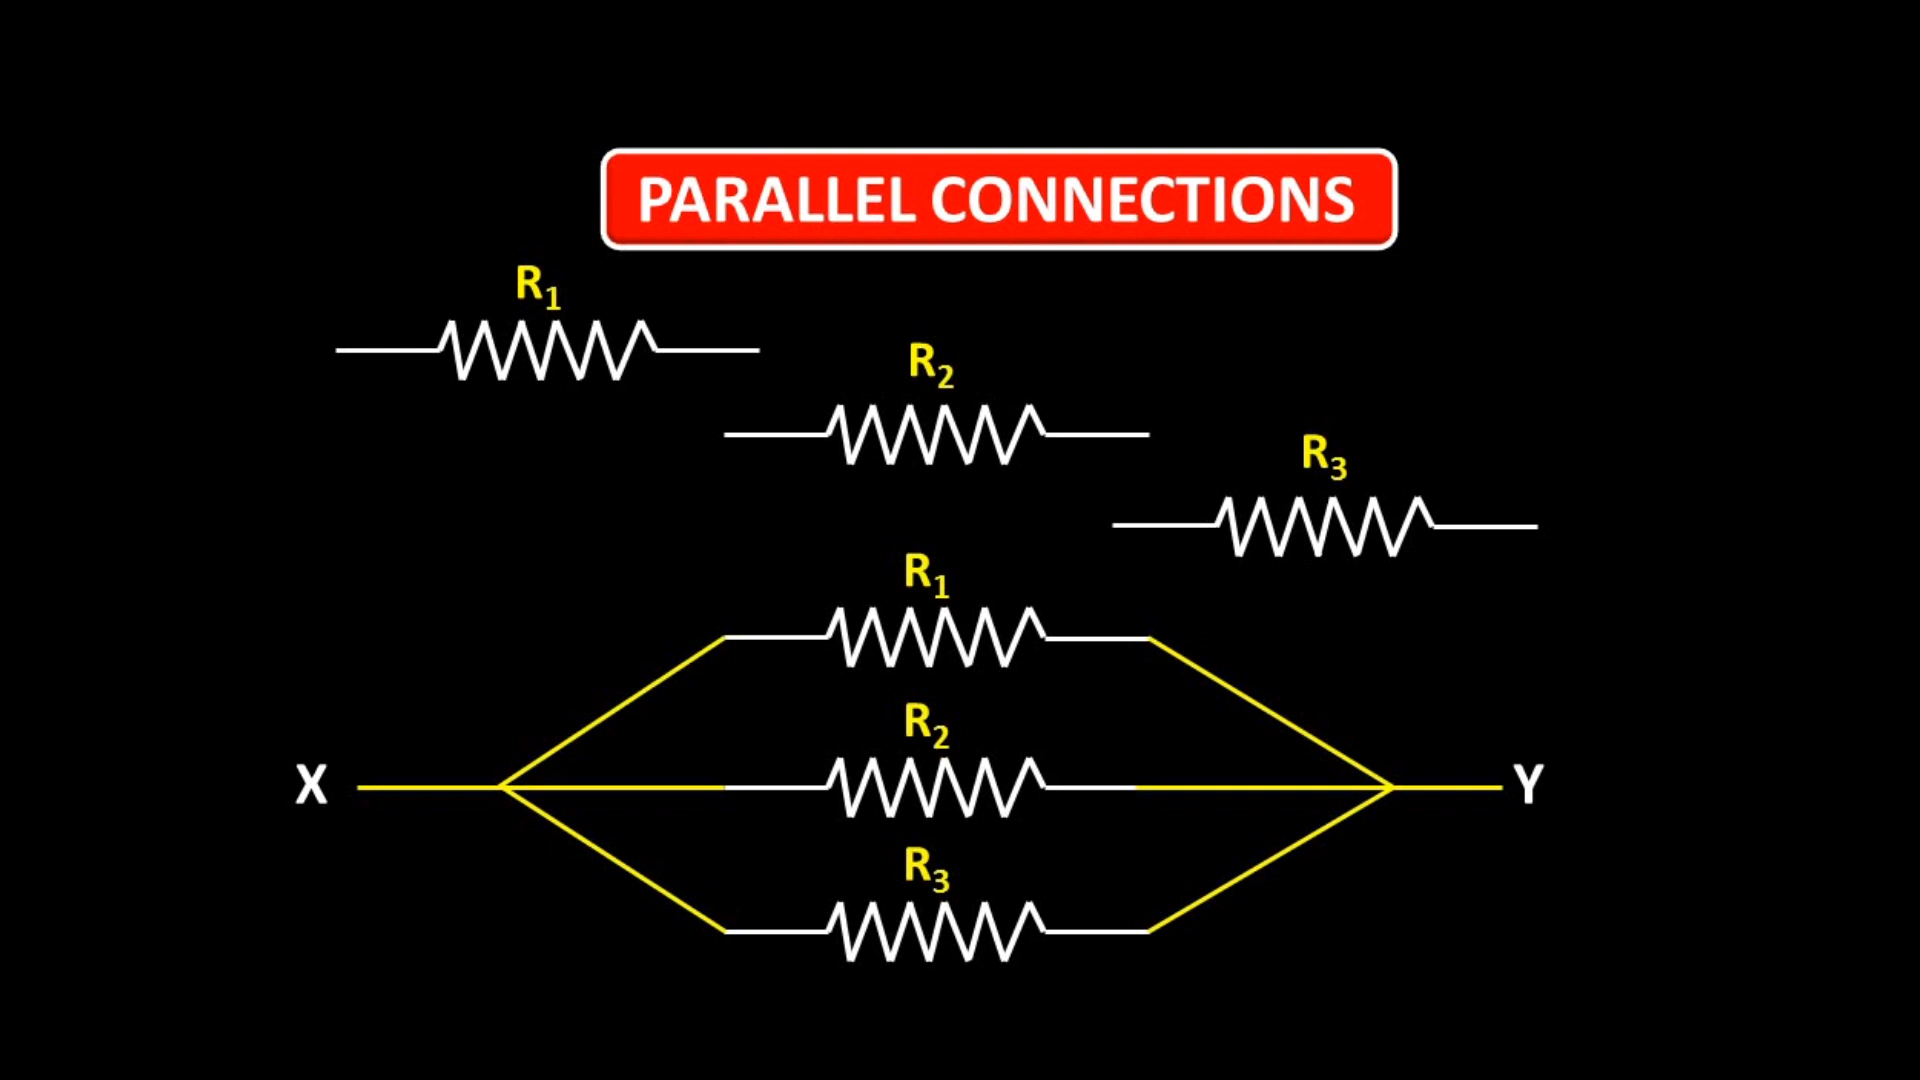 PARALLEL CONNECTIONS
R₁
R₂
R₃
R₁
R₂
X Y
R₃